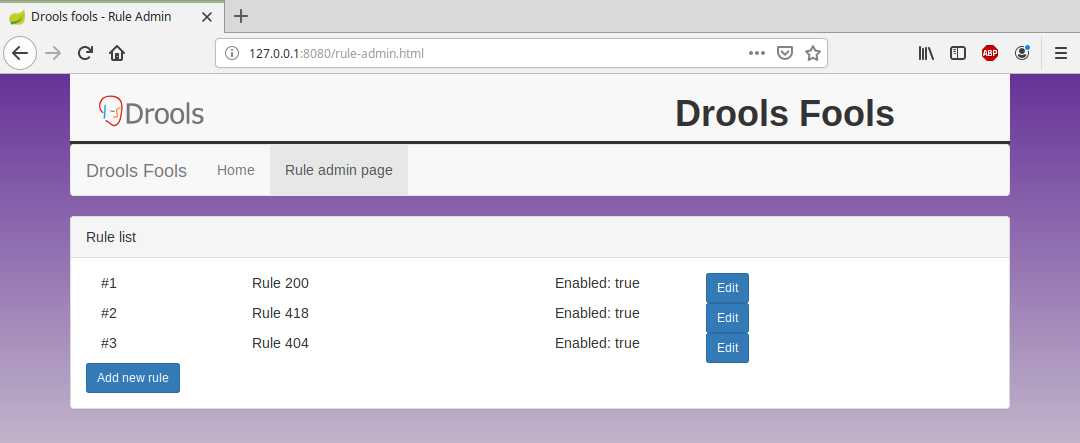 Drools fools - Rule Admin
127.0.0.1:8080/rule-admin.html
ABP
Drools
Drools Fools
Drools Fools Home Rule admin page
Rule list
#1 Rule 200 Enabled: true Edit
#2 Rule 418 Enabled: true Edit
#3 Rule 404 Enabled: true Edit
Add new rule